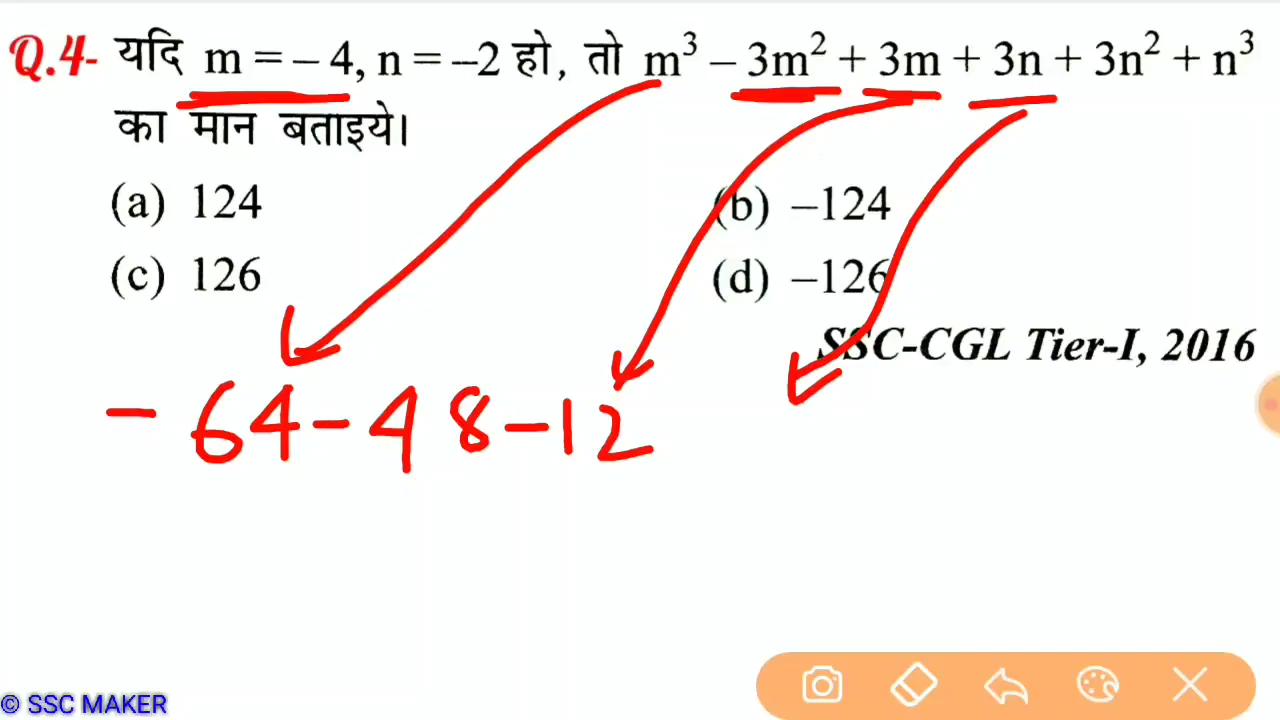 Q.4- यदि m = – 4, n = –2 हो, तो m³ – 3m² + 3m + 3n + 3n² + n³
का मान बताइये।
(a) 124 (b) –124
(c) 126 (d) –126
SSC-CGL Tier-I, 2016
- 64 - 48 - 12
© SSC MAKER